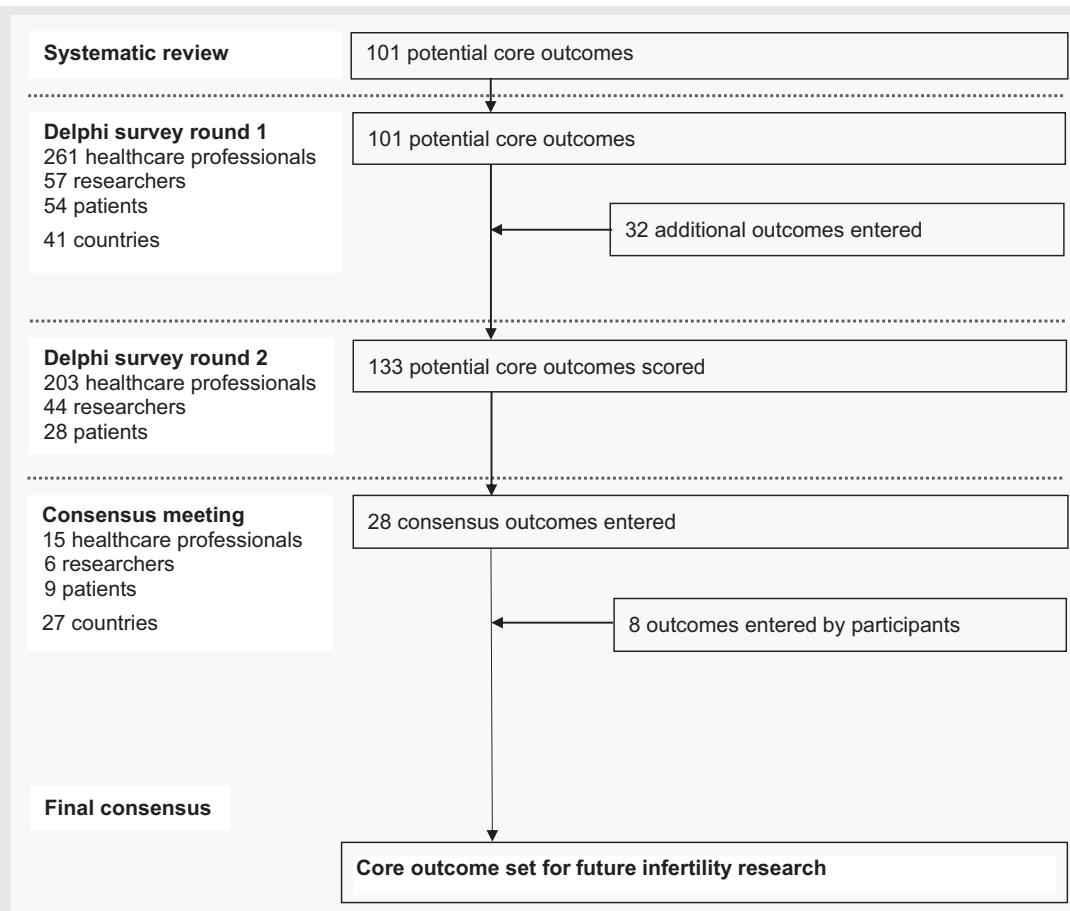 Systematic review
101 potential core outcomes
Delphi survey round 1
261 healthcare professionals
57 researchers
54 patients
41 countries
101 potential core outcomes
32 additional outcomes entered
Delphi survey round 2
203 healthcare professionals
44 researchers
28 patients
133 potential core outcomes scored
Consensus meeting
15 healthcare professionals
6 researchers
9 patients
27 countries
28 consensus outcomes entered
8 outcomes entered by participants
Final consensus
Core outcome set for future infertility research